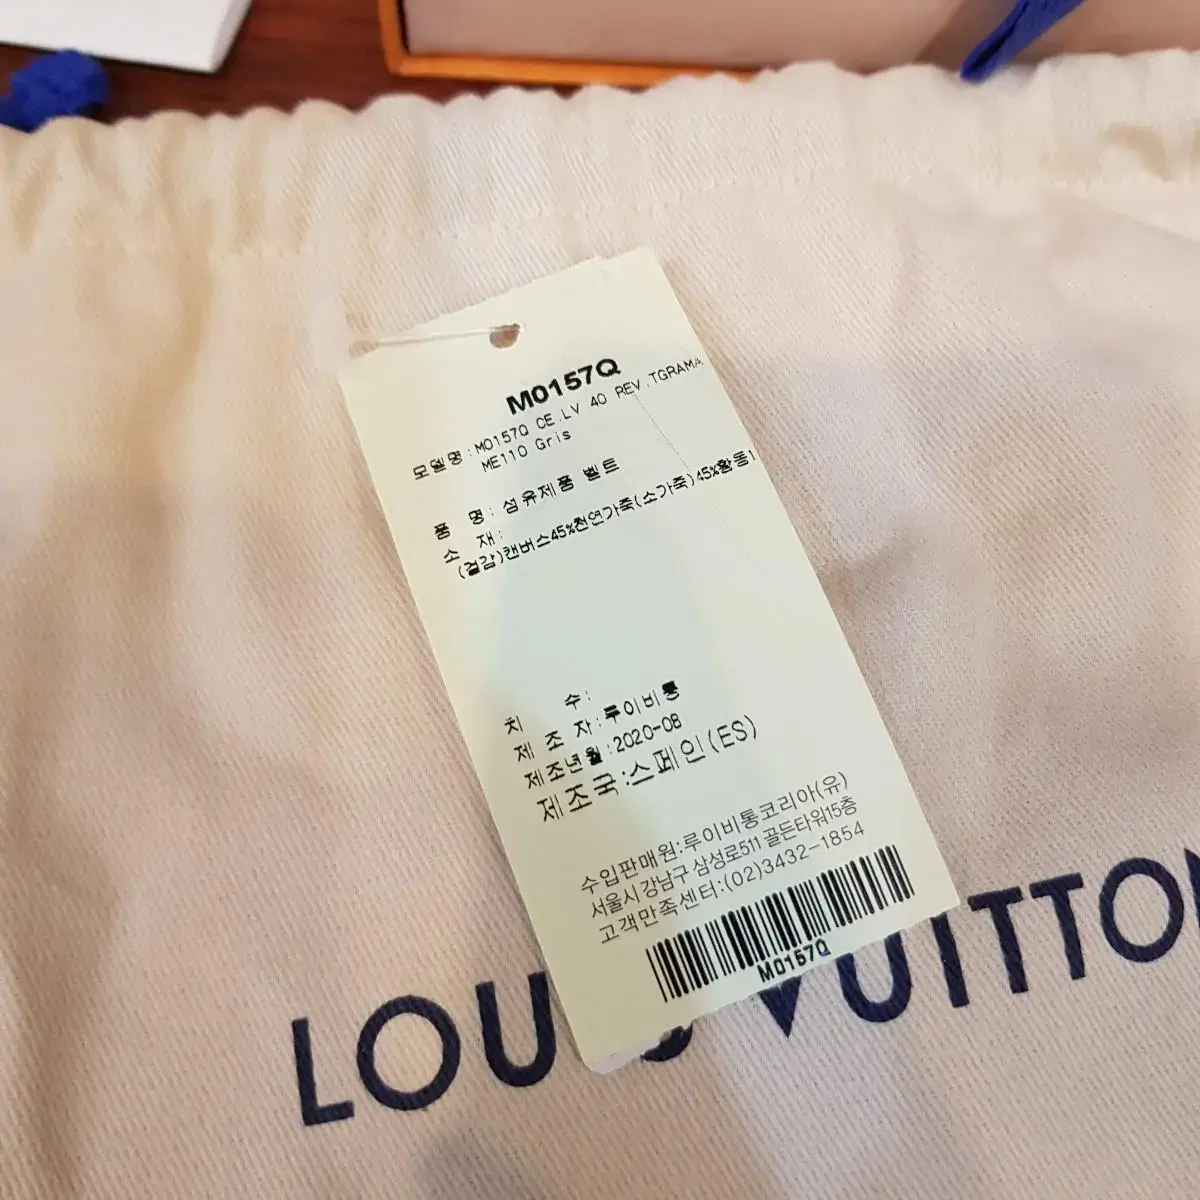 M0157Q
모델명:M0157Q CE.LV 40 REV.TGRAMA
ME110 Gris
품 명: 섬유제품 벨트
소 재:
(겉감)캔버스45%천연가죽(소가죽)45%황동1
치 수:
제 조 자:루이비통
제조년월:2020-08
제조국:스페인(ES)
수입판매원:루이비통코리아(유)
서울시 강남구 삼성로511 골든타워15층
고객만족센터:(02)3432-1854
M0157Q
LOUIS VUITTON